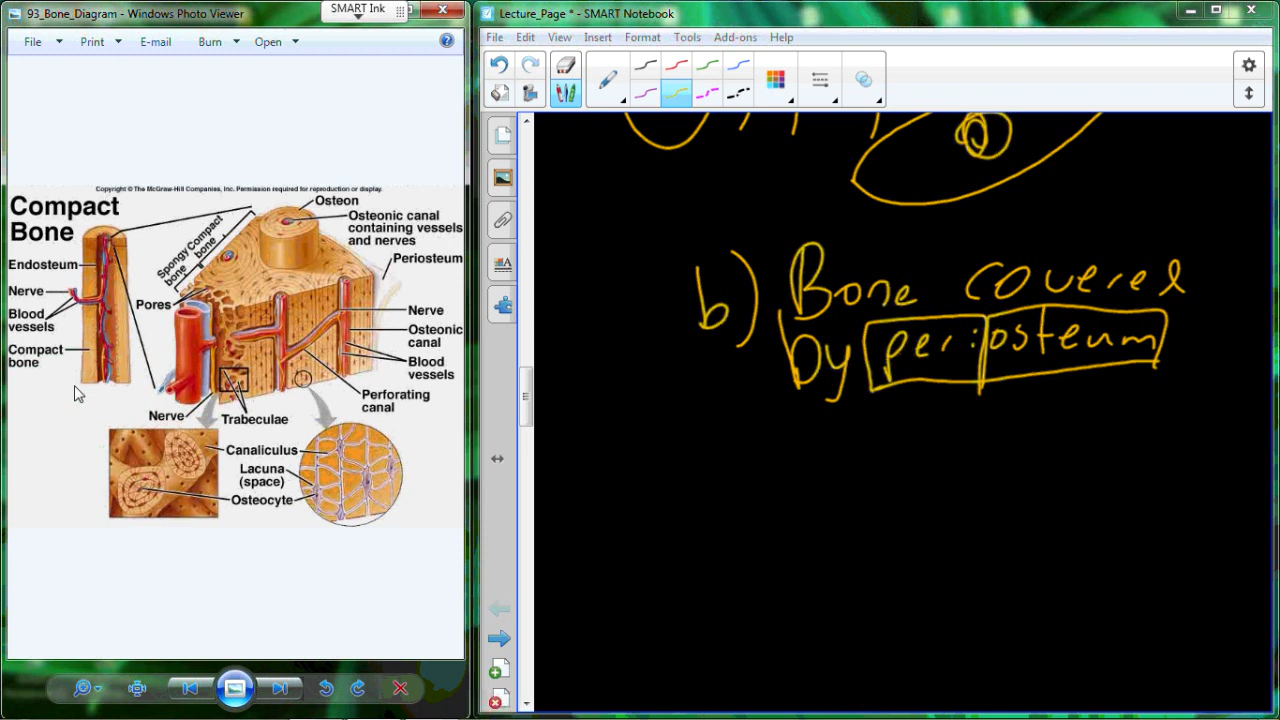 93_Bone_Diagram - Windows Photo Viewer
SMART Ink
File Print E-mail Burn Open
Copyright © The McGraw-Hill Companies, Inc. Permission required for reproduction or display.
Compact
Bone
Endosteum
Nerve
Blood
vessels
Compact
bone
Spongy
bone
Compact
bone
Pores
Osteon
Osteonic canal
containing vessels
and nerves
Periosteum
Nerve
Osteonic
canal
Blood
vessels
Perforating
canal
Nerve
Trabeculae
Canaliculus
Lacuna
(space)
Osteocyte
Lecture_Page * - SMART Notebook
File Edit View Insert Format Tools Add-ons Help
b) Bone covered
by periosteum